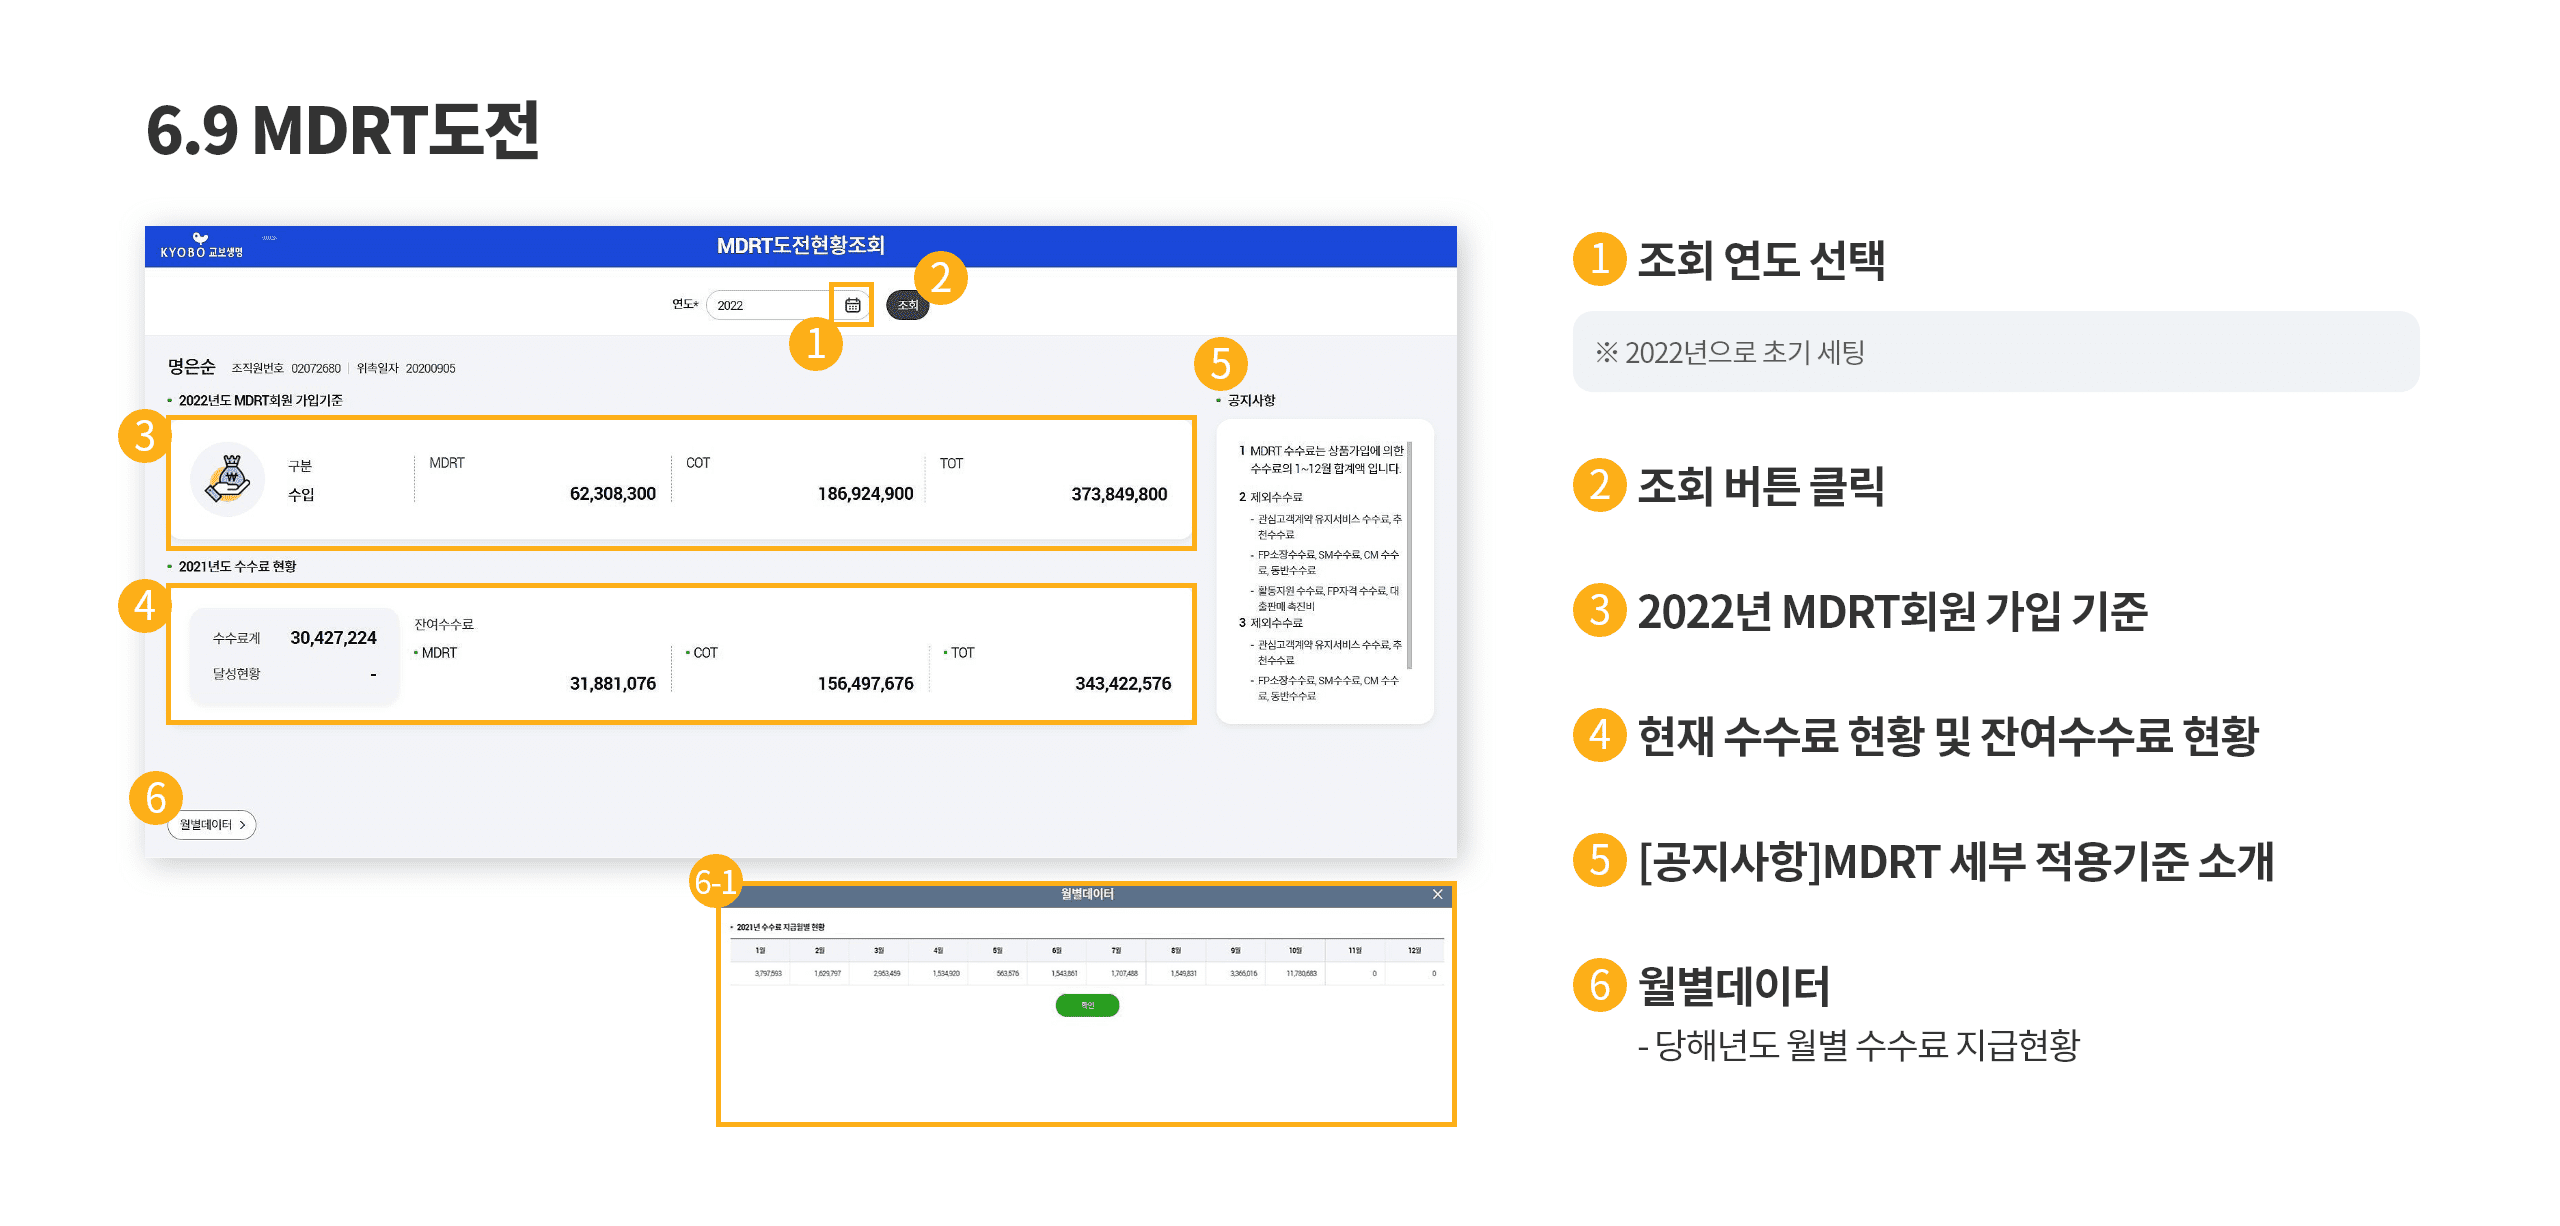 6.9 MDRT도전
KYOBO 교보생명
MDRT도전현황조회
2
연도*
2022
조회
1
명은순 조직원번호 02072680 | 위촉일자 20200905
5
2022년도 MDRT회원 가입기준
공지사항
3
구분
수입
MDRT
62,308,300
COT
186,924,900
TOT
373,849,800
1 MDRT 수수료는 상품가입에 의한
수수료의 1~12월 합계액 입니다.
2 제외수수료
- 관심고객계약 유지서비스 수수료, 추
천수수료
- FP소장수수료, SM수수료, CM 수수
료, 동반수수료
- 활동지원 수수료, FP자격 수수료, 대
출판매 촉진비
3 제외수수료
- 관심고객계약 유지서비스 수수료, 추
천수수료
- FP소장수수료, SM수수료, CM 수수
료, 동반수수료
2021년도 수수료 현황
4
수수료계 30,427,224
달성현황 -
잔여수수료
MDRT
31,881,076
COT
156,497,676
TOT
343,422,576
6
월별데이터 >
6-1
월별데이터
2021년 수수료 지급월별 현황
1월 2월 3월 4월 5월 6월 7월 8월 9월 10월 11월 12월
3,797,593 1,629,797 2,953,459 1,534,920 563,576 1,543,861 1,707,488 1,549,831 3,366,016 11,780,683 0 0
확인
1 조회 연도 선택
※ 2022년으로 초기 세팅
2 조회 버튼 클릭
3 2022년 MDRT회원 가입 기준
4 현재 수수료 현황 및 잔여수수료 현황
5 [공지사항]MDRT 세부 적용기준 소개
6 월별데이터
- 당해년도 월별 수수료 지급현황